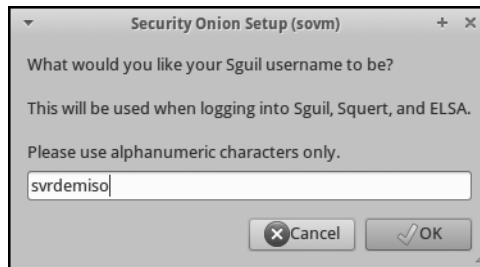 Security Onion Setup (sovm)
What would you like your Sguil username to be?
This will be used when logging into Sguil, Squert, and ELSA.
Please use alphanumeric characters only.
svrdemiso
Cancel
OK